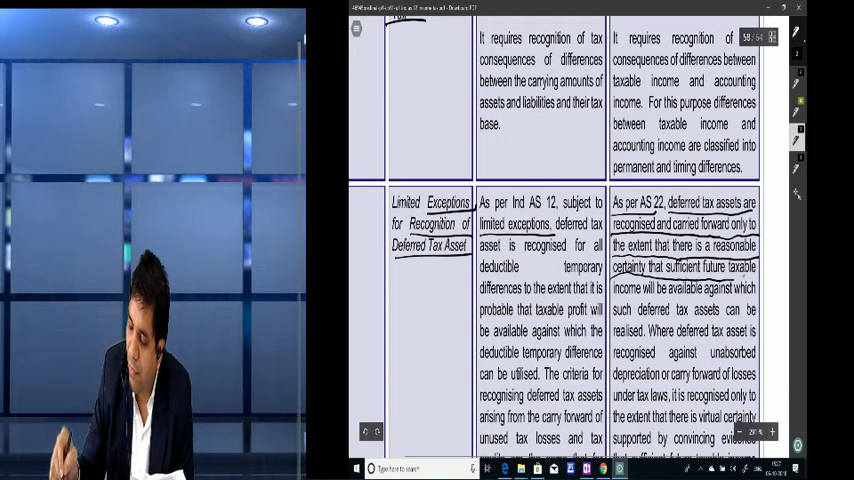 58 / 64
It requires recognition of tax
consequences of differences
between the carrying amounts of
assets and liabilities and their tax
base.
It requires recognition of
consequences of differences between
taxable income and accounting
income. For this purpose differences
between taxable income and
accounting income are classified into
permanent and timing differences.
Limited Exceptions
for Recognition of
Deferred Tax Asset
As per Ind AS 12, subject to
limited exceptions, deferred tax
asset is recognised for all
deductible temporary
differences to the extent that it is
probable that taxable profit will
be available against which the
deductible temporary difference
can be utilised. The criteria for
recognising deferred tax assets
arising from the carry forward of
unused tax losses and tax
As per AS 22, deferred tax assets are
recognised and carried forward only to
the extent that there is a reasonable
certainty that sufficient future taxable
income will be available against which
such deferred tax assets can be
realised. Where deferred tax asset is
recognised against unabsorbed
depreciation or carry forward of losses
under tax laws, it is recognised only to
the extent that there is virtual certainty
supported by convincing evidence
Type here to search